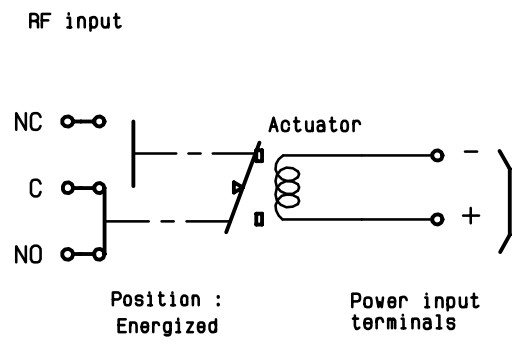 RF input
NC
Actuator
-
C
+
NO
Position :
Energized
Power input
terminals